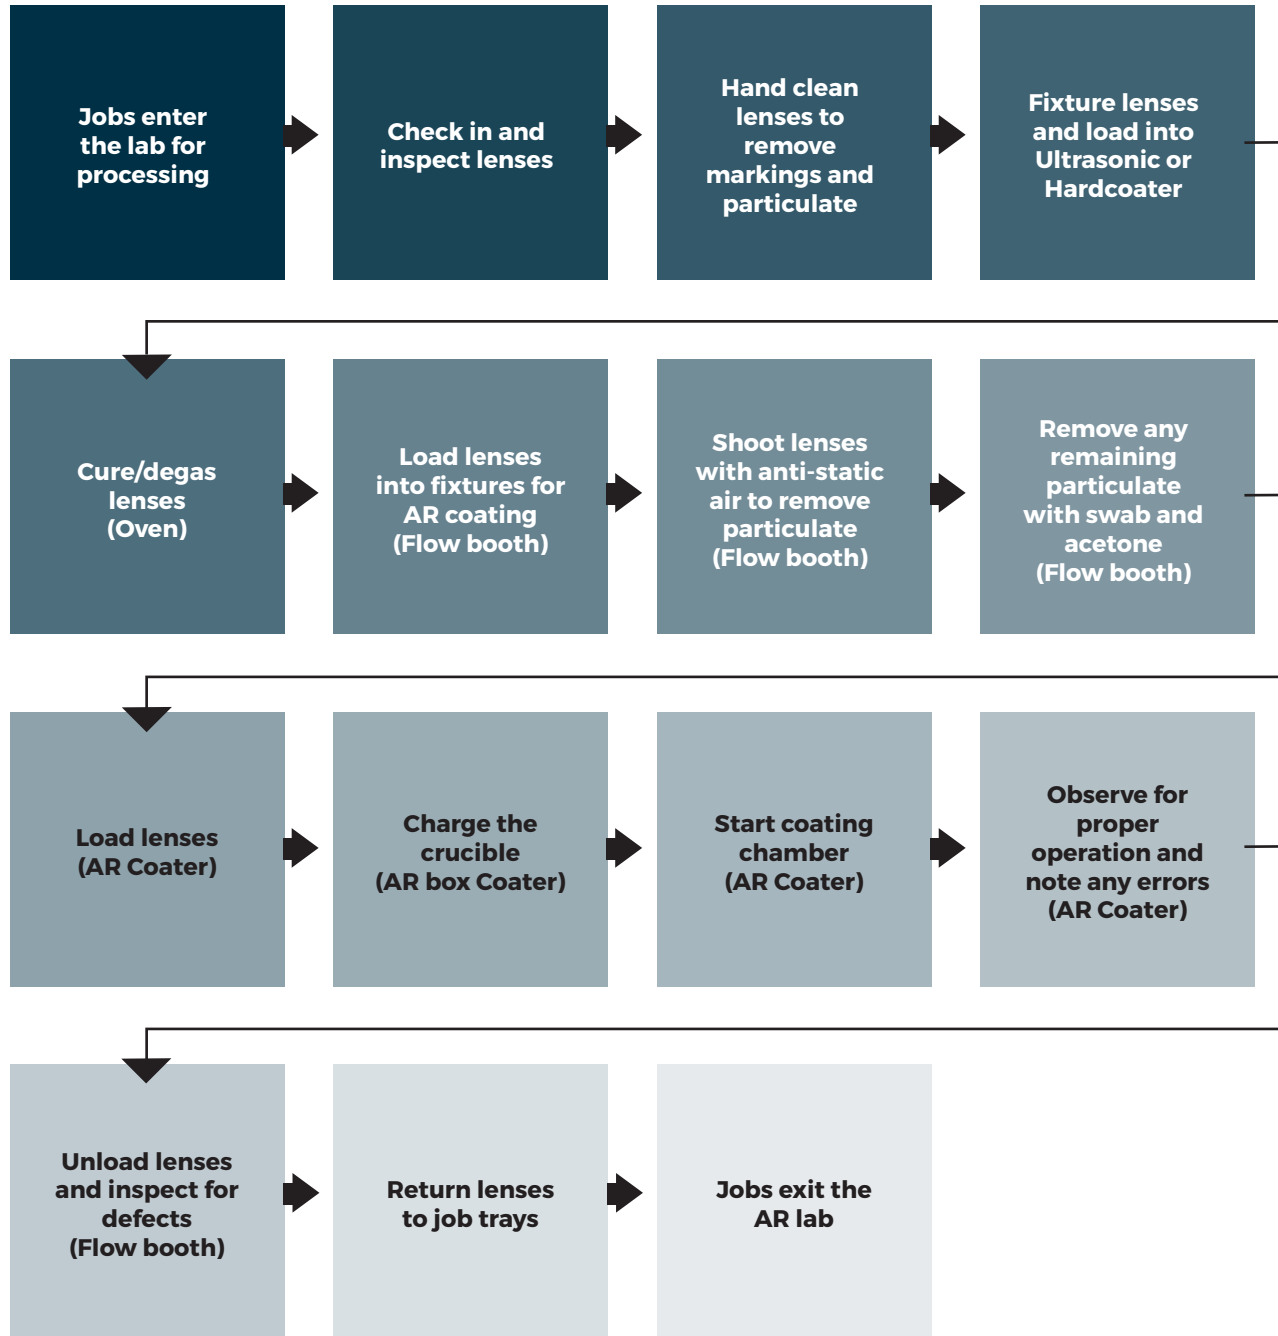 Jobs enter
the lab for
processing
Check in and
inspect lenses
Hand clean
lenses to
remove
markings and
particulate
Fixture lenses
and load into
Ultrasonic or
Hardcoater
Cure/degas
lenses
(Oven)
Load lenses
into fixtures for
AR coating
(Flow booth)
Shoot lenses
with anti-static
air to remove
particulate
(Flow booth)
Remove any
remaining
particulate
with swab and
acetone
(Flow booth)
Load lenses
(AR Coater)
Charge the
crucible
(AR box Coater)
Start coating
chamber
(AR Coater)
Observe for
proper
operation and
note any errors
(AR Coater)
Unload lenses
and inspect for
defects
(Flow booth)
Return lenses
to job trays
Jobs exit the
AR lab